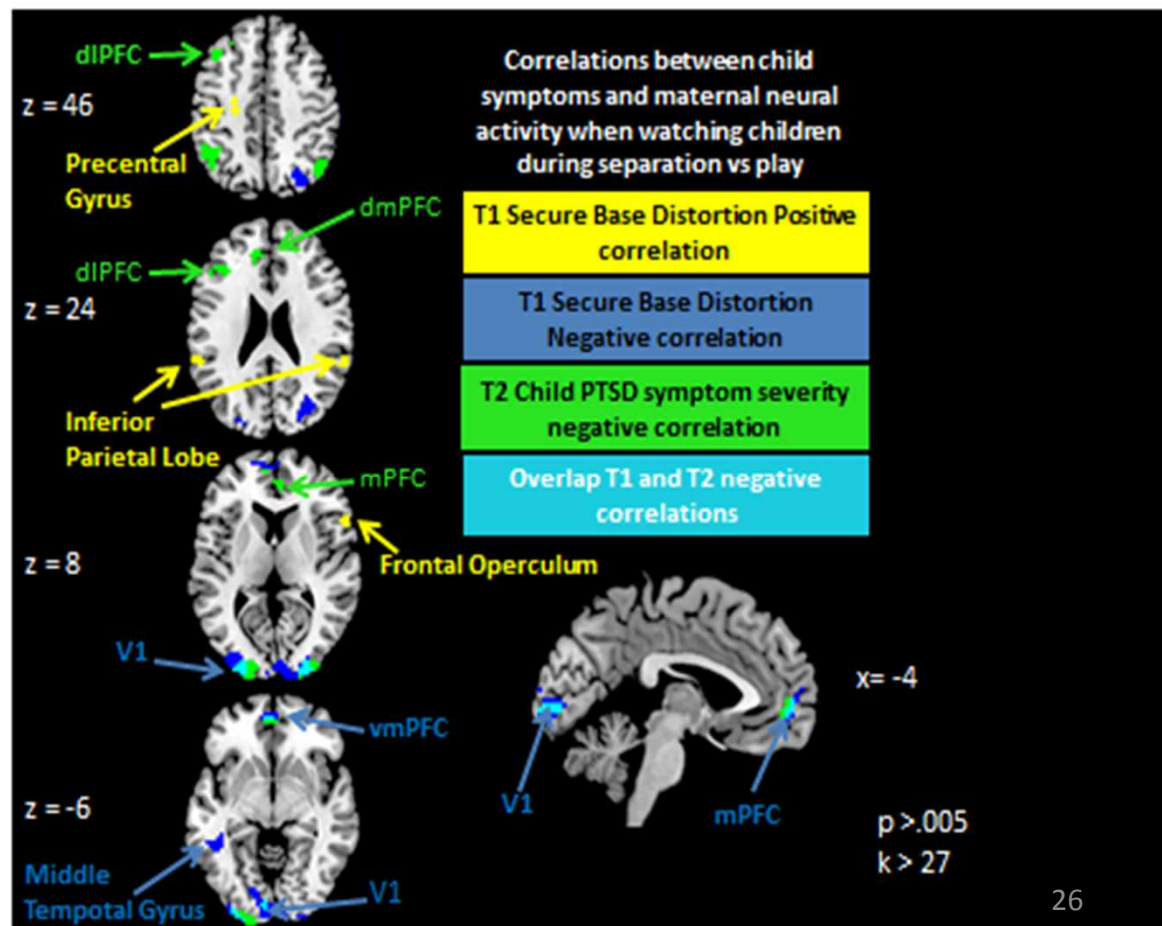 dlPFC
z = 46
Precentral
Gyrus
Correlations between child
symptoms and maternal neural
activity when watching children
during separation vs play
T1 Secure Base Distortion Positive
correlation
T1 Secure Base Distortion
Negative correlation
T2 Child PTSD symptom severity
negative correlation
Overlap T1 and T2 negative
correlations
dmPFC
dlPFC
z = 24
Inferior
Parietal Lobe
mPFC
z = 8
Frontal Operculum
V1
vmPFC
z = -6
Middle
Tempotal Gyrus
V1
x= -4
V1
mPFC
p >.005
k > 27
26